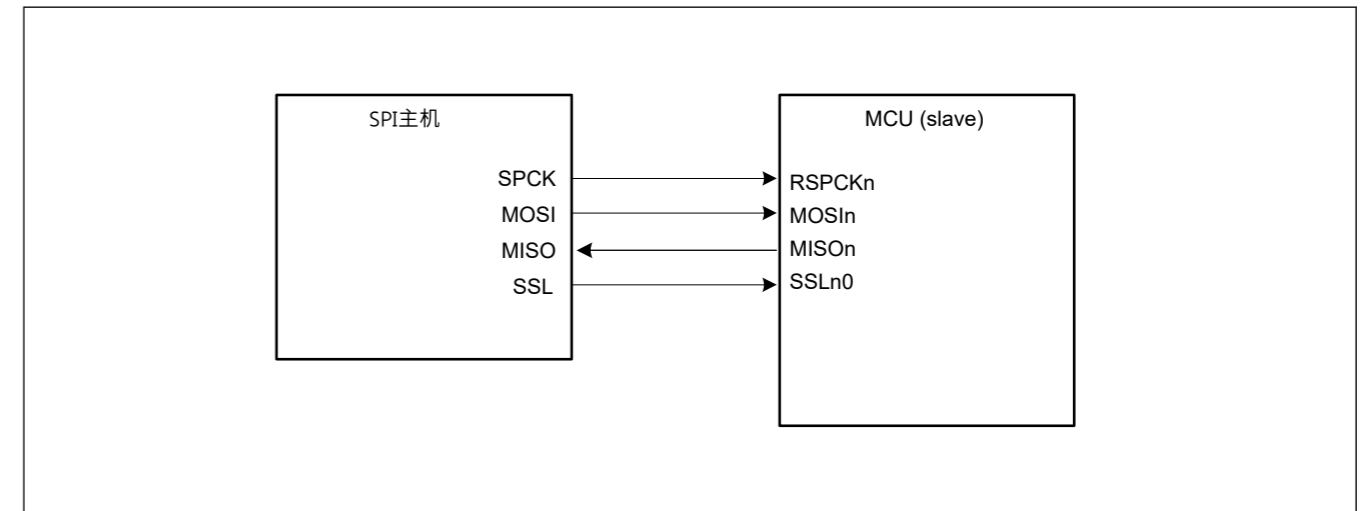 SPI主机
SPCK
MOSI
MISO
SSL
MCU (slave)
RSPCKn
MOSIn
MISOn
SSLn0